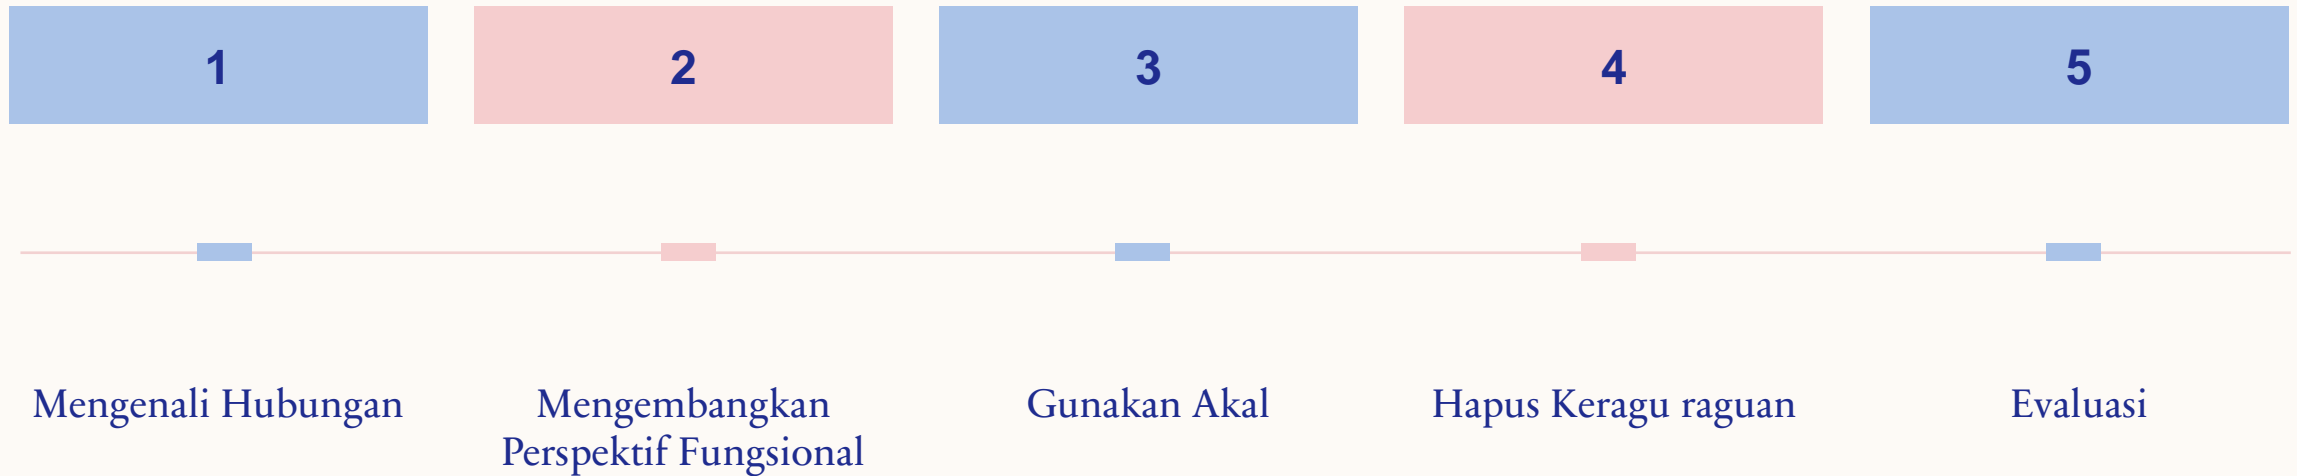 1
2
3
4
5
Mengenali Hubungan
Mengembangkan
Perspektif Fungsional
Gunakan Akal
Hapus Keragu raguan
Evaluasi